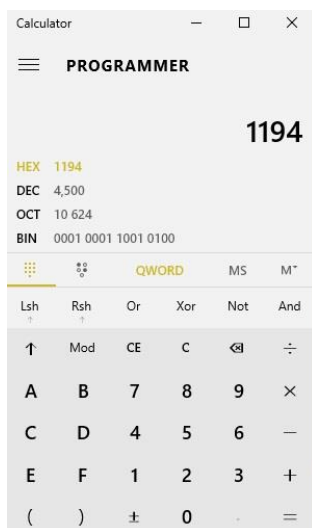 Calculator
PROGRAMMER
1194
HEX 1194
DEC 4,500
OCT 10 624
BIN 0001 0001 1001 0100
QWORD MS M
Lsh Rsh Or Xor Not And
↑ Mod CE C ÷
A B 7 8 9 ×
C D 4 5 6 −
E F 1 2 3 +
( ) ± 0 . =